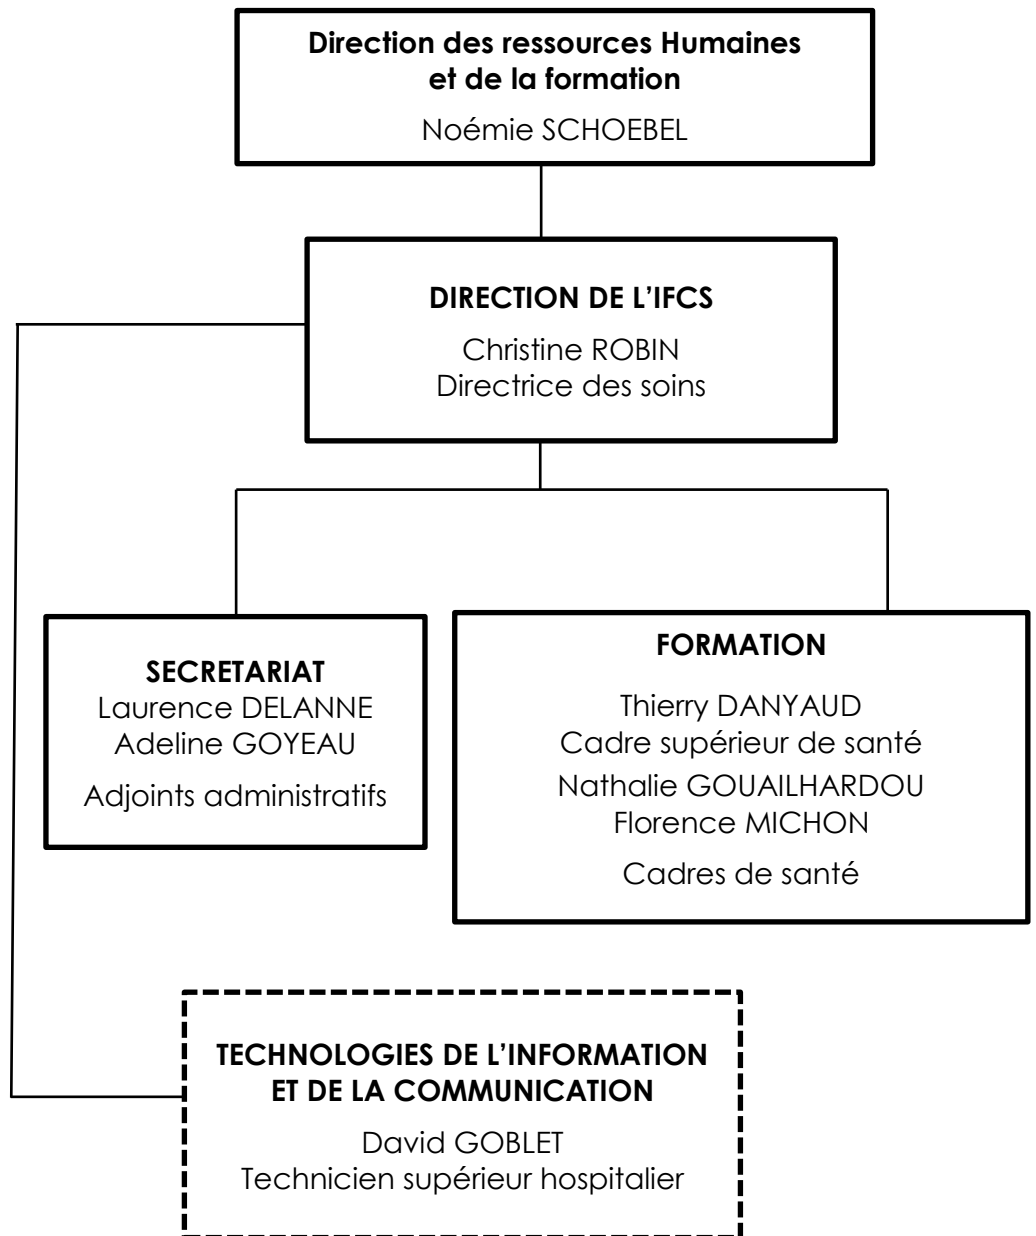 Direction des ressources Humaines
et de la formation
Noémie SCHOEBEL
DIRECTION DE L'IFCS
Christine ROBIN
Directrice des soins
SECRETARIAT
Laurence DELANNE
Adeline GOYEAU
Adjoints administratifs
FORMATION
Thierry DANYAUD
Cadre supérieur de santé
Nathalie GOUAILHARDOU
Florence MICHON
Cadres de santé
TECHNOLOGIES DE L'INFORMATION
ET DE LA COMMUNICATION
David GOBLET
Technicien supérieur hospitalier